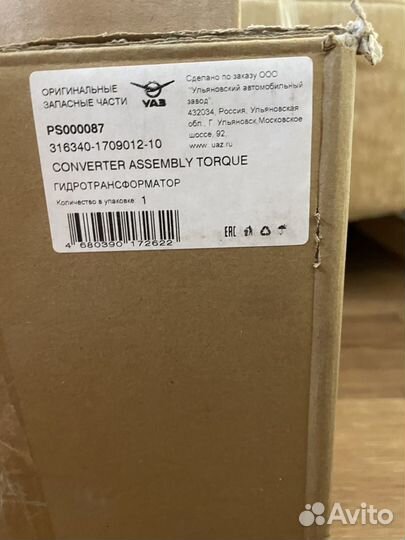 ОРИГИНАЛЬНЫЕ
ЗАПАСНЫЕ ЧАСТИ
УАЗ
Сделано по заказу ООО
"Ульяновский автомобильный
завод"
432034, Россия, Ульяновская
обл., Г. Ульяновск,Московское
шоссе, 92,
www. uaz.ru
PS000087
316340-1709012-10
CONVERTER ASSEMBLY TORQUE
ГИДРОТРАНСФОРМАТОР
Количество в упаковке 1
4 680390 172622
EAC
Avito